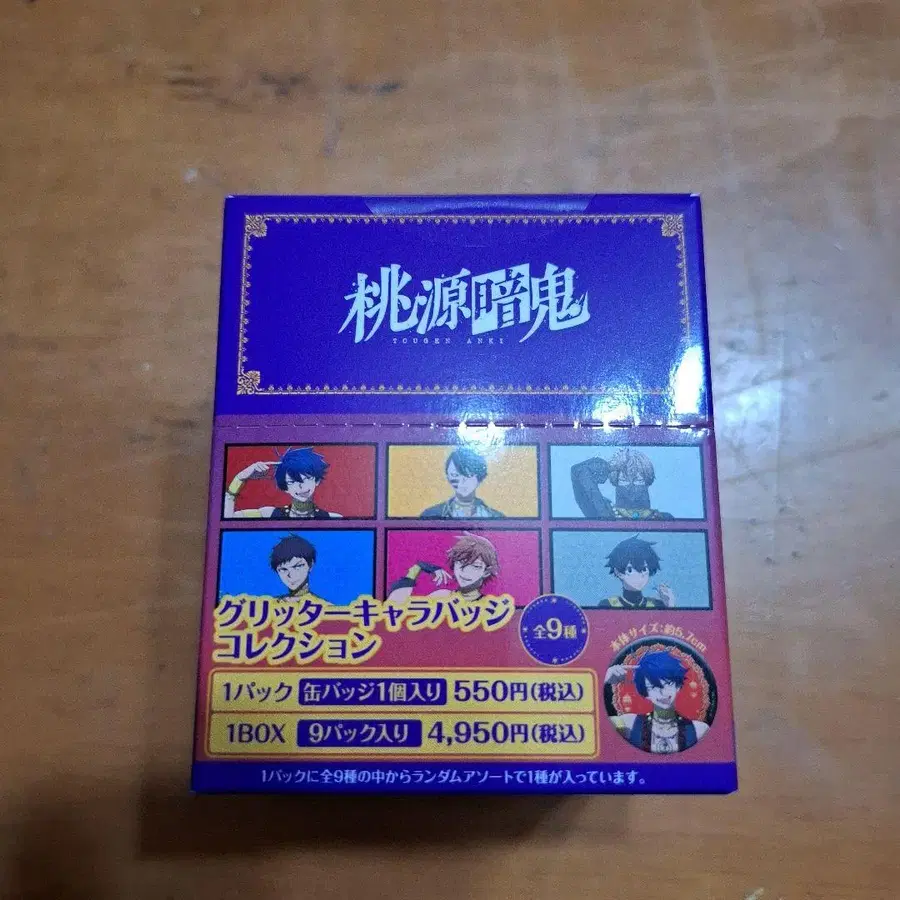 桃源暗鬼
TOUGEN ANKI
グリッターキャラバッジ
コレクション
全9種
本体サイズ:約5.7cm
1パック 缶バッジ1個入り 550円(税込)
1BOX 9パック入り 4,950円(税込)
1パックに全9種の中からランダムアソートで1種が入っています。